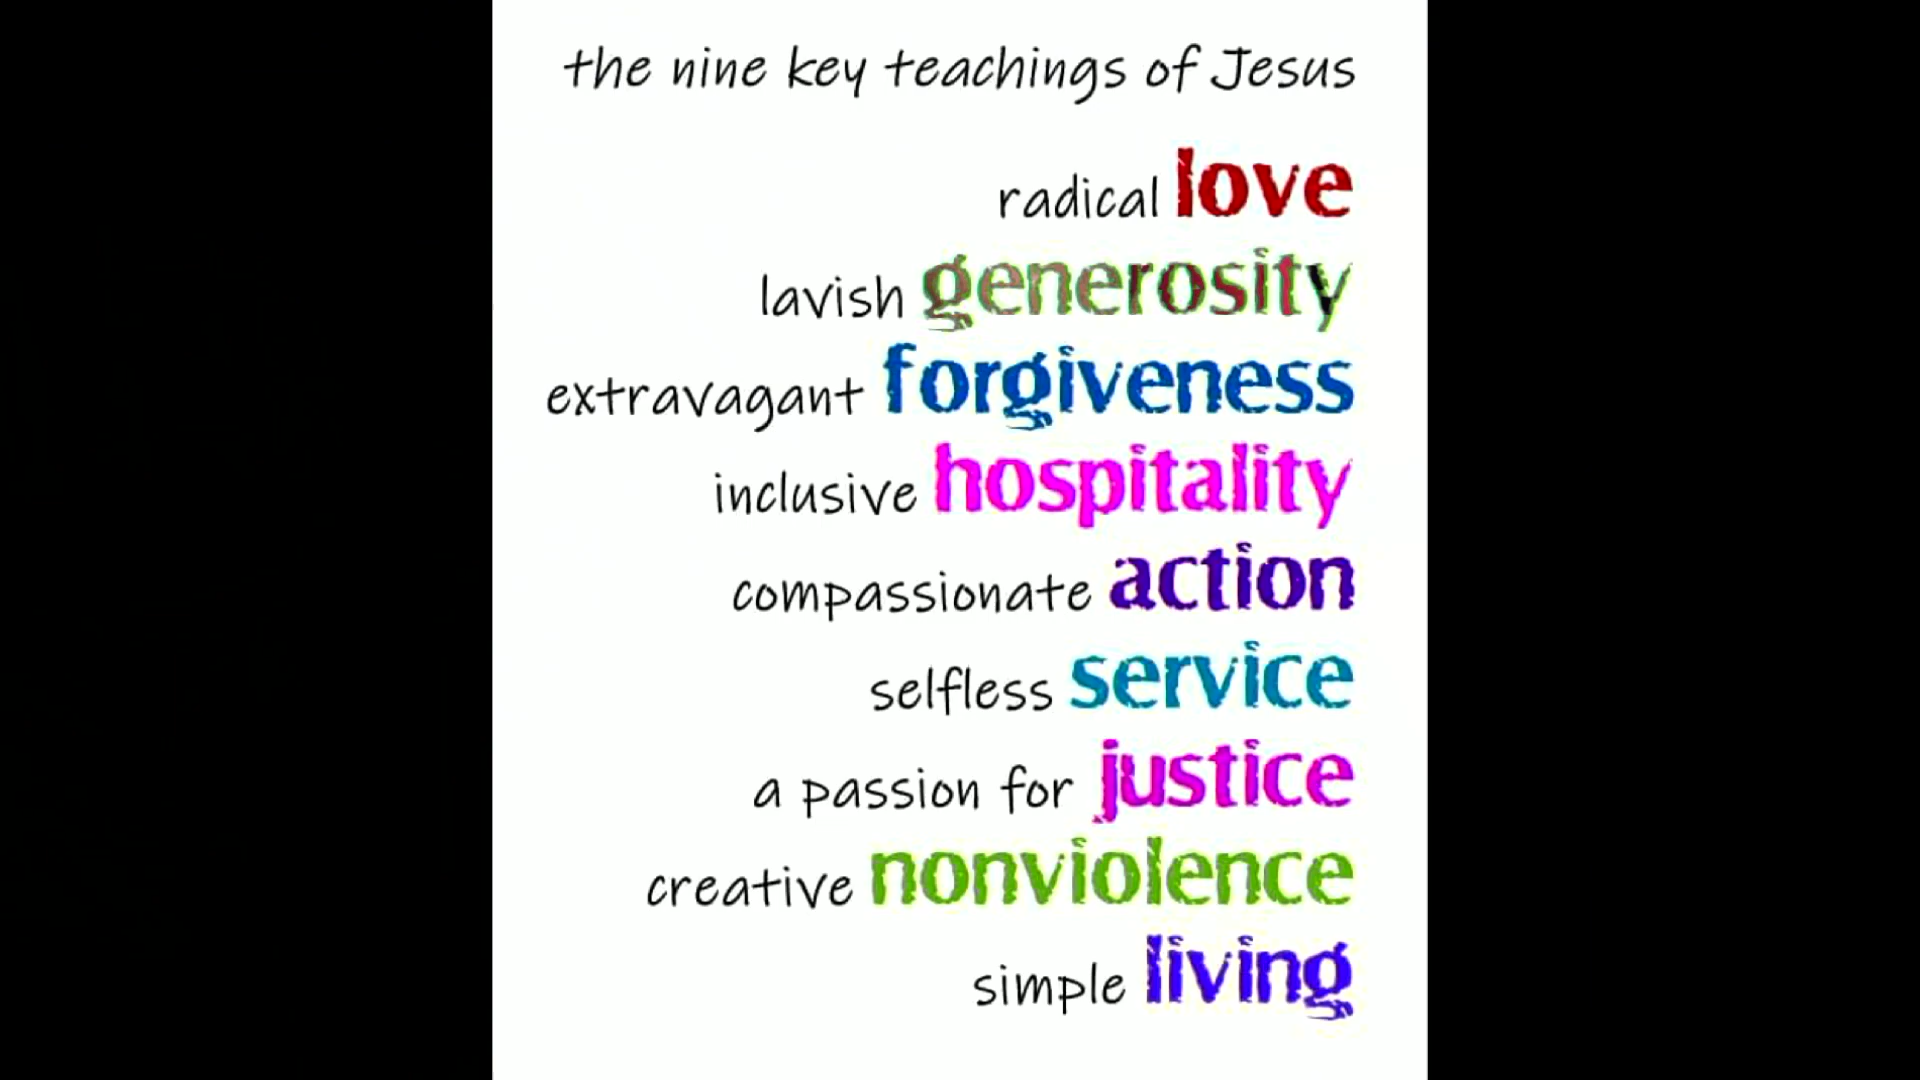 the nine key teachings of Jesus
radical love
lavish generosity
extravagant forgiveness
inclusive hospitality
compassionate action
selfless service
a passion for justice
creative nonviolence
simple living